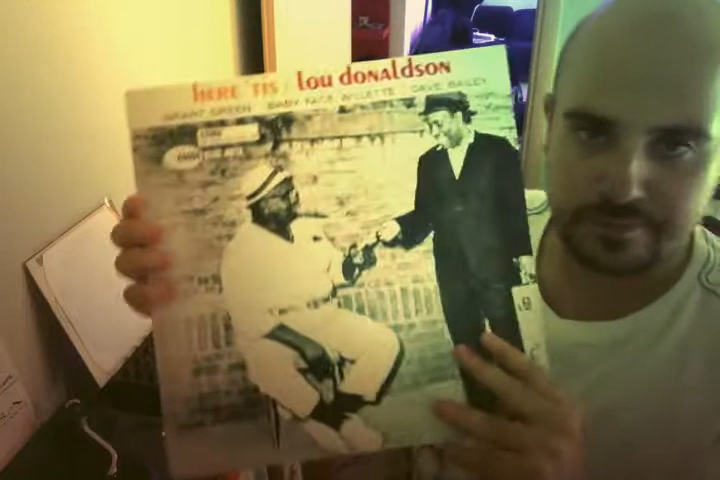 here 'tis / lou donaldson
GRANT GREEN BABY FACE WILLETTE DAVE BAILEY